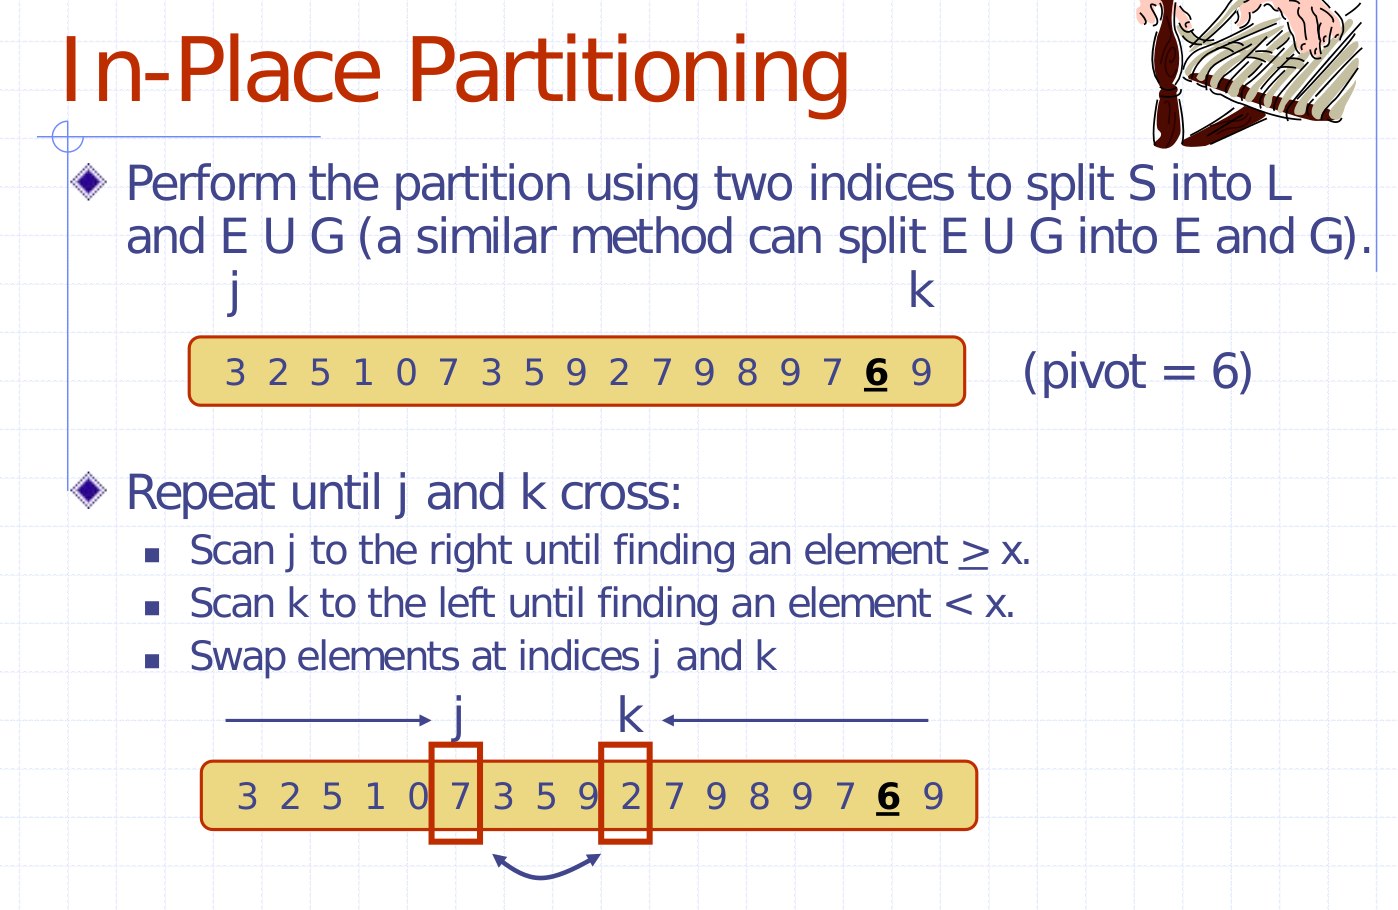 In-Place Partitioning
Perform the partition using two indices to split S into L
and E U G (a similar method can split E U G into E and G).
j k
3 2 5 1 0 7 3 5 9 2 7 9 8 9 7 6 9 (pivot = 6)
Repeat until j and k cross:
Scan j to the right until finding an element ≥ x.
Scan k to the left until finding an element < x.
Swap elements at indices j and k
j k
3 2 5 1 0 7 3 5 9 2 7 9 8 9 7 6 9